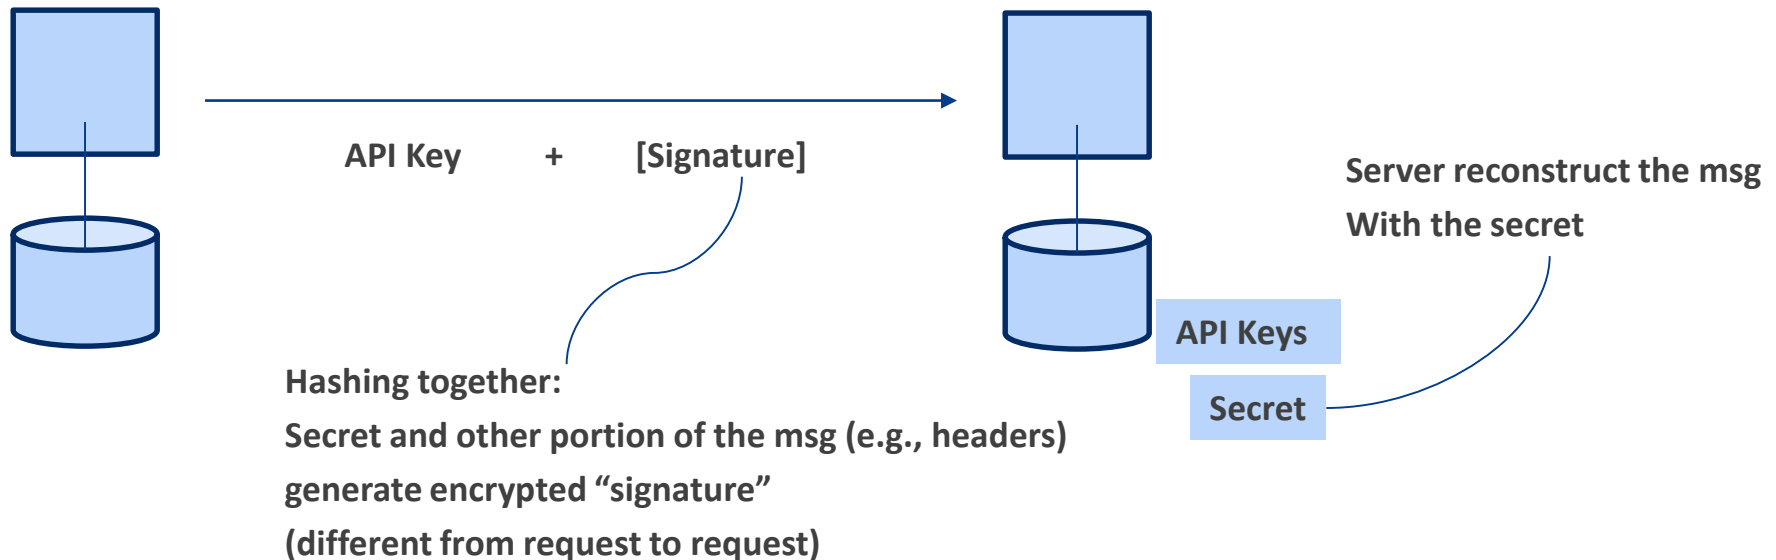 API Key + [Signature]
Server reconstruct the msg
With the secret
API Keys
Secret
Hashing together:
Secret and other portion of the msg (e.g., headers)
generate encrypted “signature”
(different from request to request)